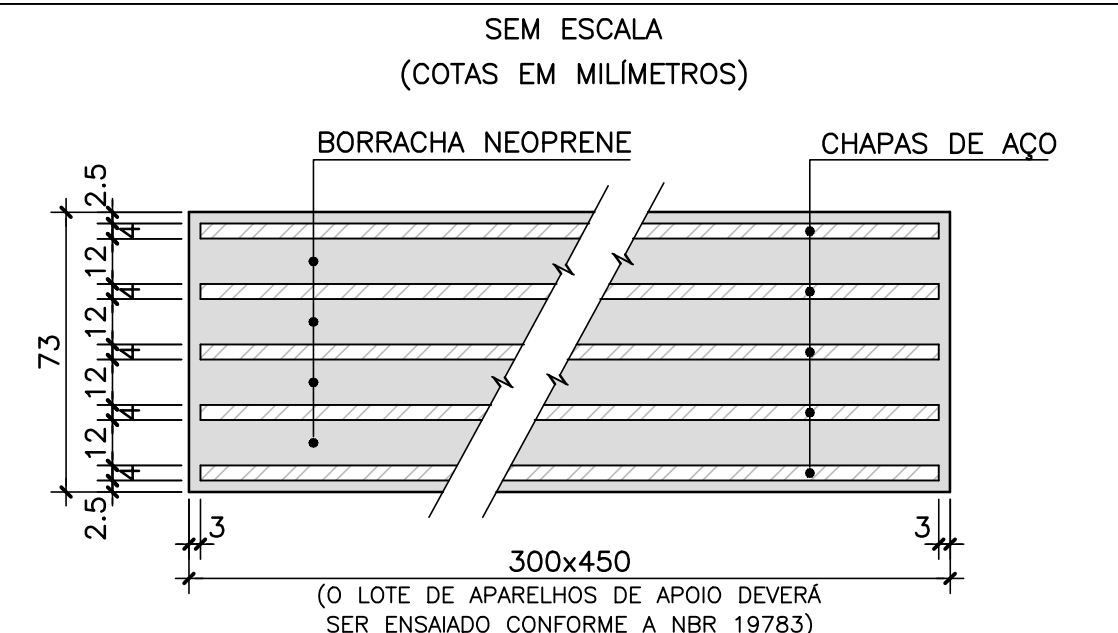 SEM ESCALA
(COTAS EM MILÍMETROS)
BORRACHA NEOPRENE
CHAPAS DE AÇO
2.5
4
12
4
12
4
12
4
12
4
2.5
73
3
3
300x450
(O LOTE DE APARELHOS DE APOIO DEVERÁ
SER ENSAIADO CONFORME A NBR 19783)